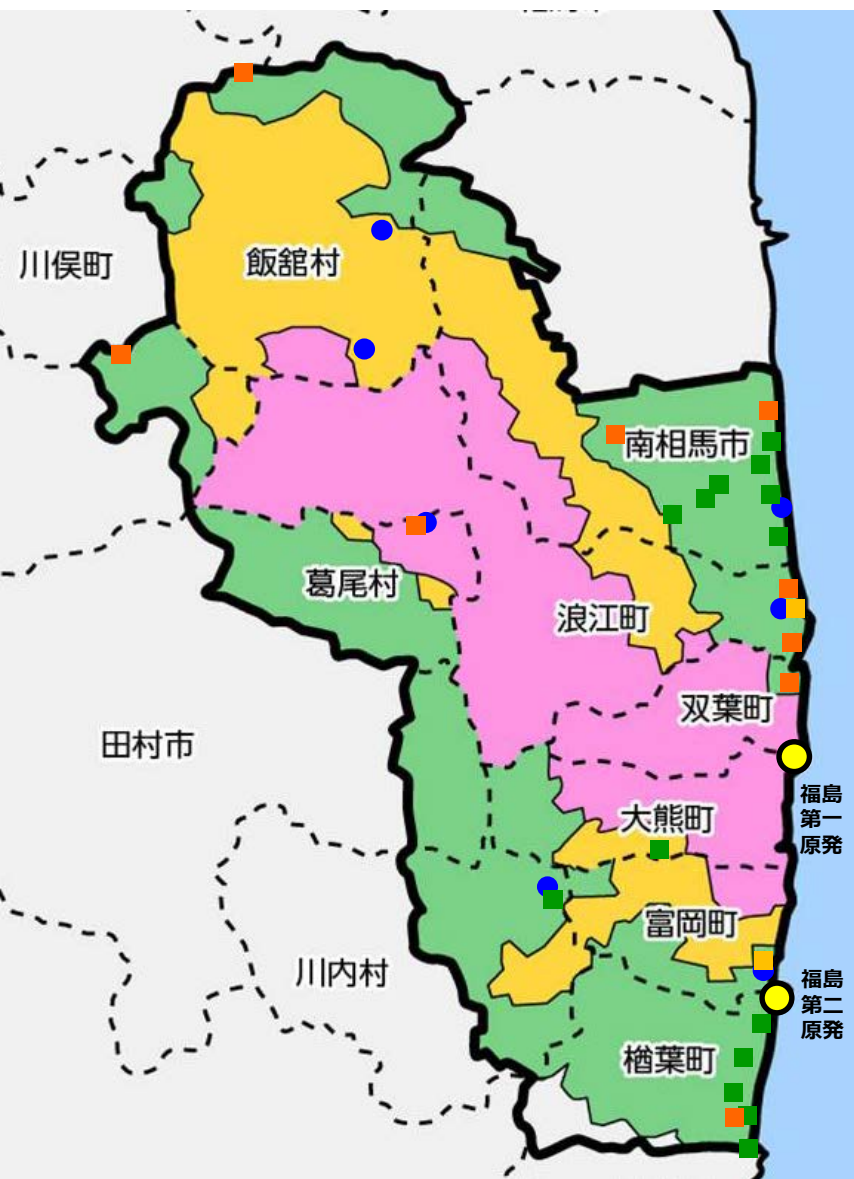 川俣町
飯舘村
南相馬市
葛尾村
浪江町
双葉町
田村市
福島
第一
原発
大熊町
富岡町
川内村
福島
第二
原発
楢葉町